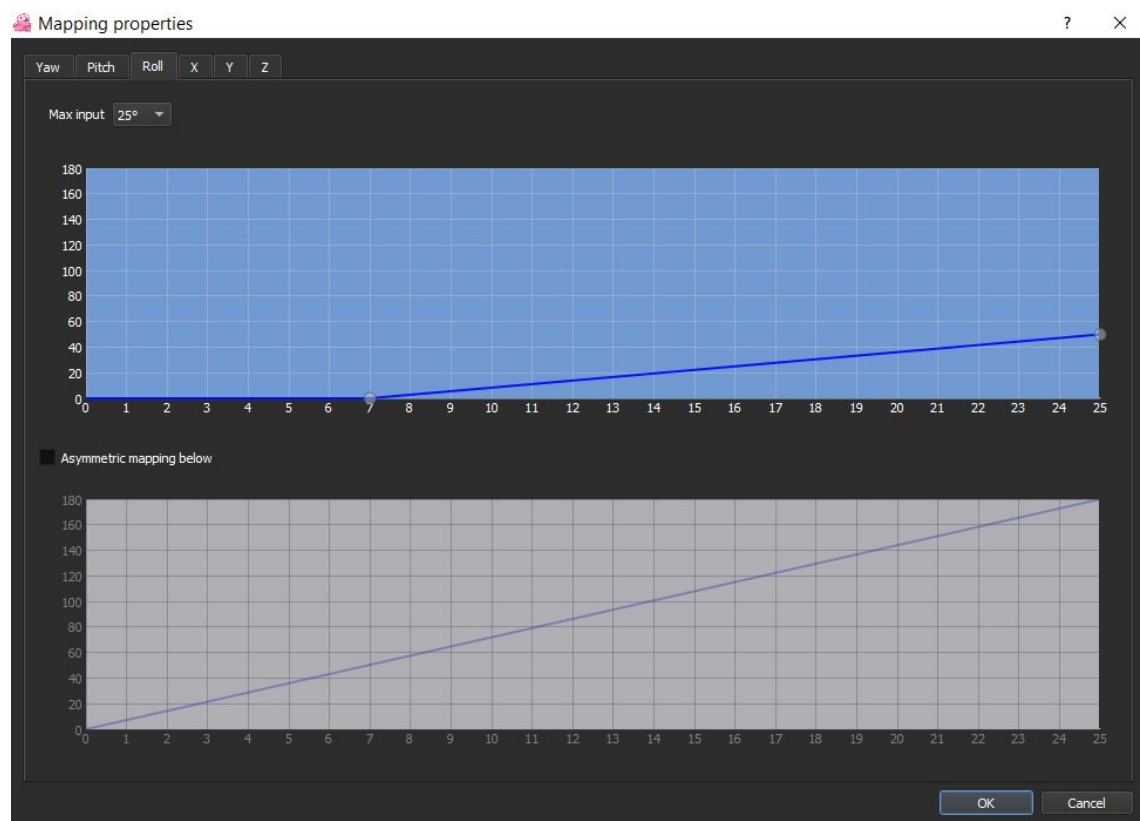 Mapping properties ? ×
Yaw Pitch Roll X Y Z
Max input 25°
180
160
140
120
100
80
60
40
20
0
0 1 2 3 4 5 6 7 8 9 10 11 12 13 14 15 16 17 18 19 20 21 22 23 24 25
Asymmetric mapping below
180
160
140
120
100
80
60
40
20
0
0 1 2 3 4 5 6 7 8 9 10 11 12 13 14 15 16 17 18 19 20 21 22 23 24 25
OK Cancel